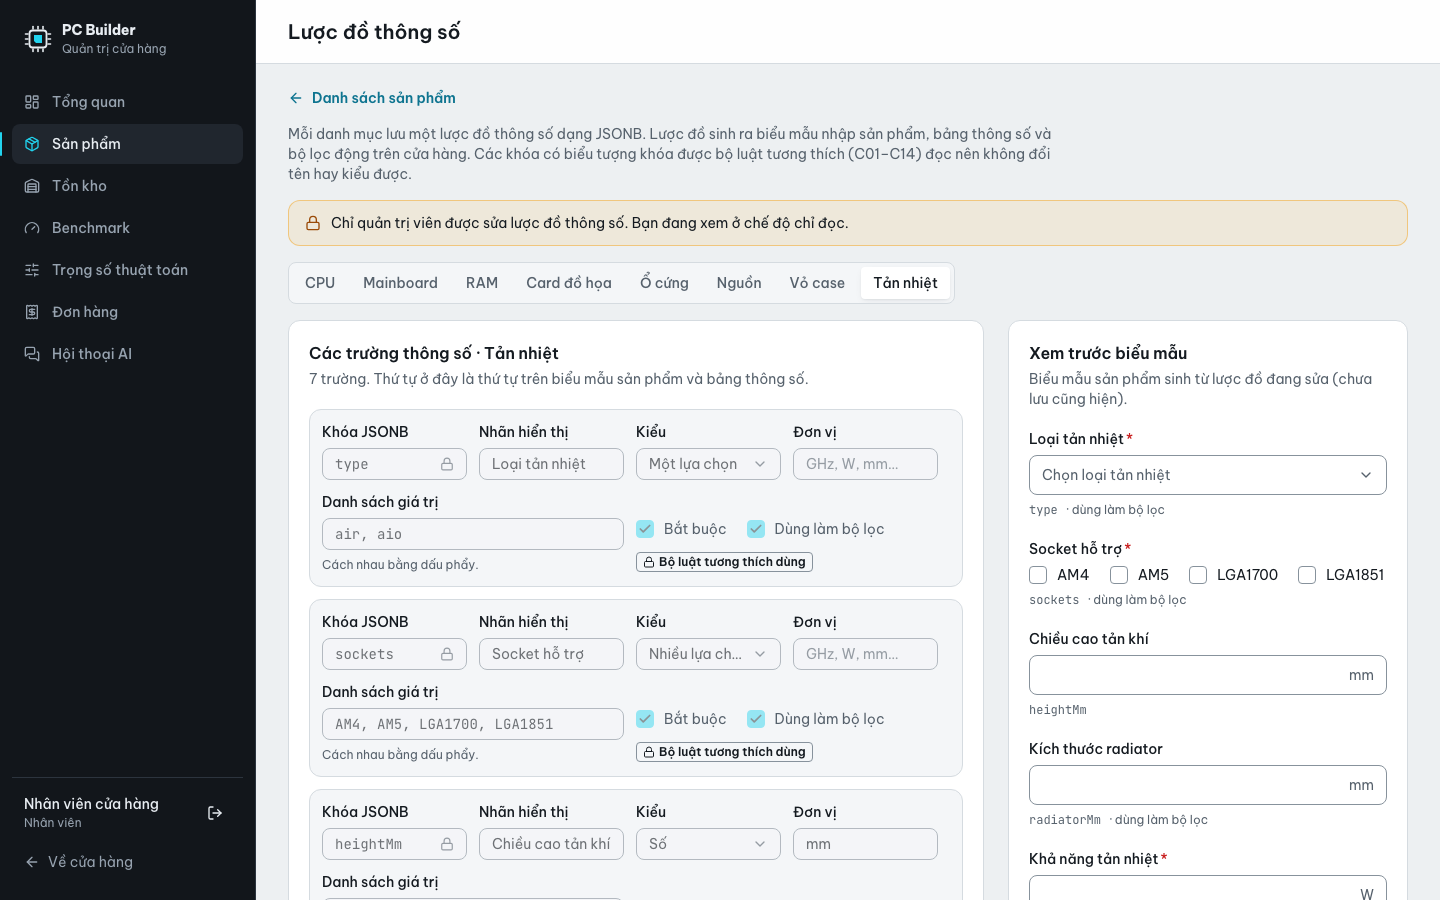 PC Builder
Quản trị cửa hàng
Tổng quan
Sản phẩm
Tồn kho
Benchmark
Trọng số thuật toán
Đơn hàng
Hội thoại AI
Nhân viên cửa hàng
Nhân viên
Về cửa hàng
Lược đồ thông số
Danh sách sản phẩm
Mỗi danh mục lưu một lược đồ thông số dạng JSONB. Lược đồ sinh ra biểu mẫu nhập sản phẩm, bảng thông số và
bộ lọc động trên cửa hàng. Các khóa có biểu tượng khóa được bộ luật tương thích (C01–C14) đọc nên không đổi
tên hay kiểu được.
Chỉ quản trị viên được sửa lược đồ thông số. Bạn đang xem ở chế độ chỉ đọc.
CPU Mainboard RAM Card đồ họa Ổ cứng Nguồn Vỏ case Tản nhiệt
Các trường thông số · Tản nhiệt
7 trường. Thứ tự ở đây là thứ tự trên biểu mẫu sản phẩm và bảng thông số.
Khóa JSONB Nhãn hiển thị Kiểu Đơn vị
type Loại tản nhiệt Một lựa chọn GHz, W, mm...
Danh sách giá trị
air, aio Bắt buộc Dùng làm bộ lọc
Cách nhau bằng dấu phẩy. Bộ luật tương thích dùng
Khóa JSONB Nhãn hiển thị Kiểu Đơn vị
sockets Socket hỗ trợ Nhiều lựa ch... GHz, W, mm...
Danh sách giá trị
AM4, AM5, LGA1700, LGA1851 Bắt buộc Dùng làm bộ lọc
Cách nhau bằng dấu phẩy. Bộ luật tương thích dùng
Khóa JSONB Nhãn hiển thị Kiểu Đơn vị
heightMm Chiều cao tản khí Số mm
Danh sách giá trị
Xem trước biểu mẫu
Biểu mẫu sản phẩm sinh từ lược đồ đang sửa (chưa
lưu cũng hiện).
Loại tản nhiệt *
Chọn loại tản nhiệt
type · dùng làm bộ lọc
Socket hỗ trợ *
AM4 AM5 LGA1700 LGA1851
sockets · dùng làm bộ lọc
Chiều cao tản khí
mm
heightMm
Kích thước radiator
mm
radiatorMm · dùng làm bộ lọc
Khả năng tản nhiệt *
W